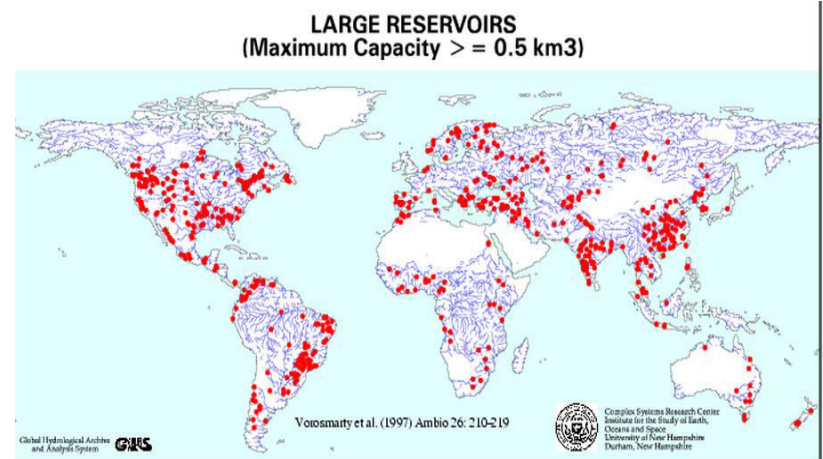 LARGE RESERVOIRS
(Maximum Capacity > = 0.5 km3)
Vorosmarty et al. (1997) Ambio 26: 210-219
Global Hydrological Archive
and Analysis System
Complex Systems Research Center
Institute for the Study of Earth,
Oceans and Space
University of New Hampshire
Durham, New Hampshire